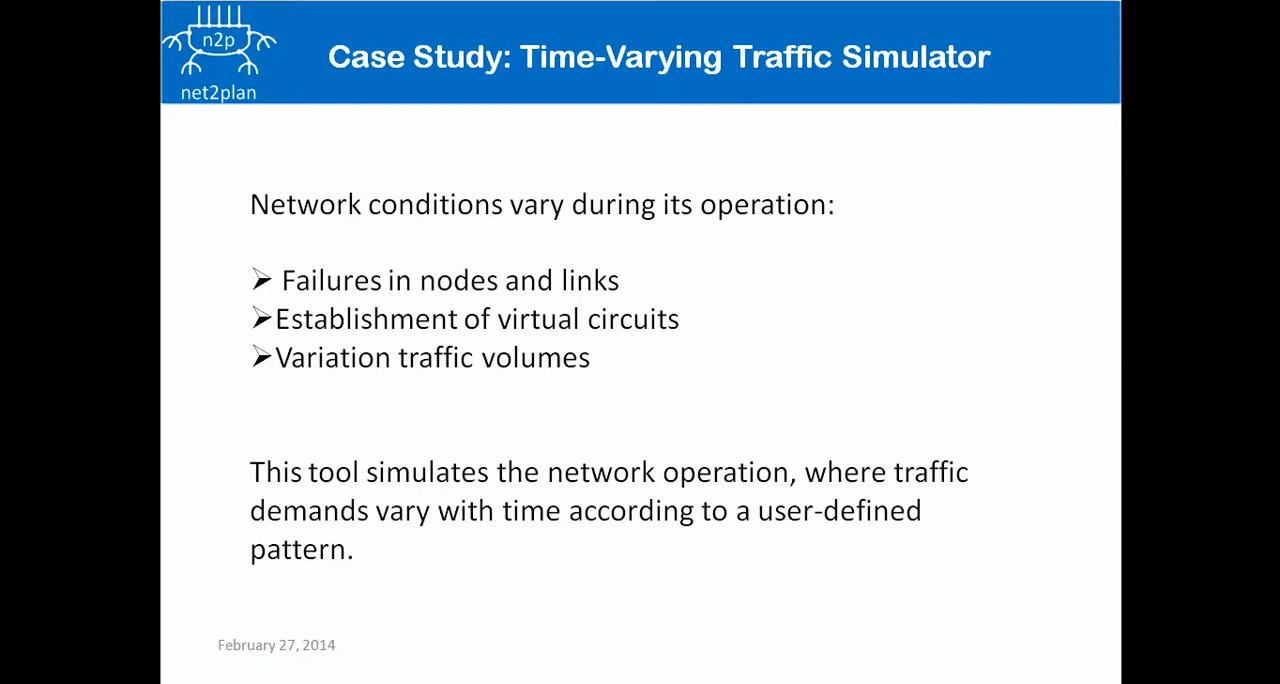 n2p
net2plan
Case Study: Time-Varying Traffic Simulator
Network conditions vary during its operation:
➢ Failures in nodes and links
➢Establishment of virtual circuits
➢Variation traffic volumes
This tool simulates the network operation, where traffic
demands vary with time according to a user-defined
pattern.
February 27, 2014